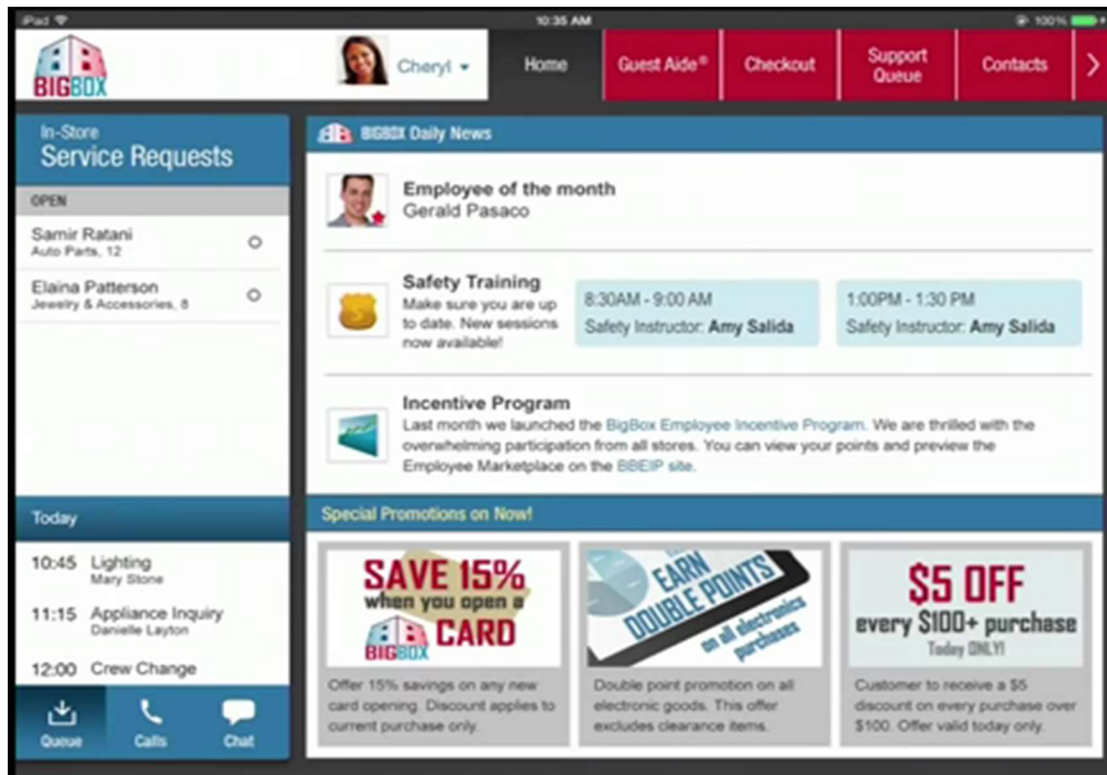 iPad
10:35 AM
100%
BIGBOX
Cheryl
Home
Guest Aide®
Checkout
Support
Queue
Contacts
In-Store
Service Requests
OPEN
Samir Ratani
Auto Parts, 12
Elaina Patterson
Jewelry & Accessories, 8
Today
10:45 Lighting
Mary Stone
11:15 Appliance Inquiry
Danielle Layton
12:00 Crew Change
Queue
Calls
Chat
BIGBOX Daily News
Employee of the month
Gerald Pasaco
Safety Training
Make sure you are up
to date. New sessions
now available!
8:30AM - 9:00 AM
Safety Instructor: Amy Salida
1:00PM - 1:30 PM
Safety Instructor: Amy Salida
Incentive Program
Last month we launched the BigBox Employee Incentive Program. We are thrilled with the
overwhelming participation from all stores. You can view your points and preview the
Employee Marketplace on the BBEIP site.
Special Promotions on Now!
SAVE 15%
when you open a
BIGBOX CARD
Offer 15% savings on any new
card opening. Discount applies to
current purchase only.
EARN
DOUBLE POINTS
on all electronics
purchases
Double point promotion on all
electronic goods. This offer
excludes clearance items.
$5 OFF
every $100+ purchase
Today ONLY!
Customer to receive a $5
discount on every purchase over
$100. Offer valid today only.